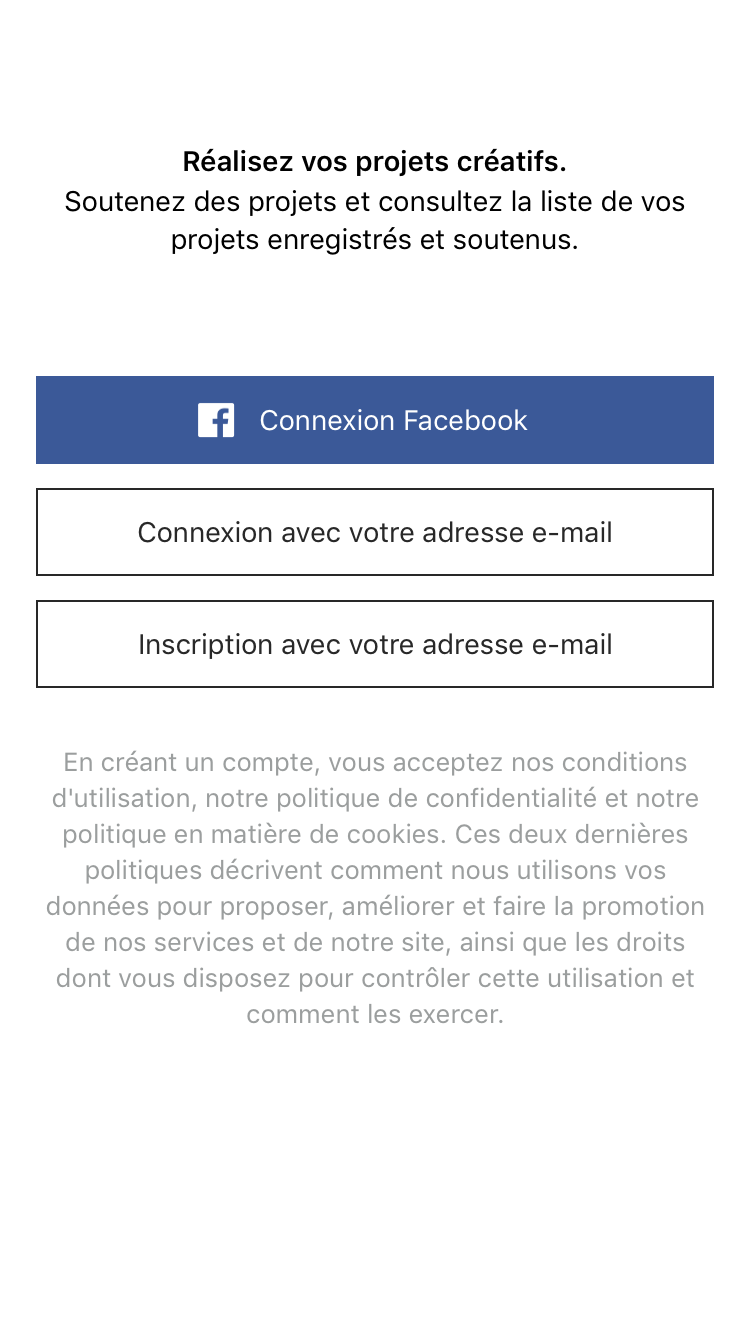 Réalisez vos projets créatifs.
Soutenez des projets et consultez la liste de vos
projets enregistrés et soutenus.
Connexion Facebook
Connexion avec votre adresse e-mail
Inscription avec votre adresse e-mail
En créant un compte, vous acceptez nos conditions
d'utilisation, notre politique de confidentialité et notre
politique en matière de cookies. Ces deux dernières
politiques décrivent comment nous utilisons vos
données pour proposer, améliorer et faire la promotion
de nos services et de notre site, ainsi que les droits
dont vous disposez pour contrôler cette utilisation et
comment les exercer.